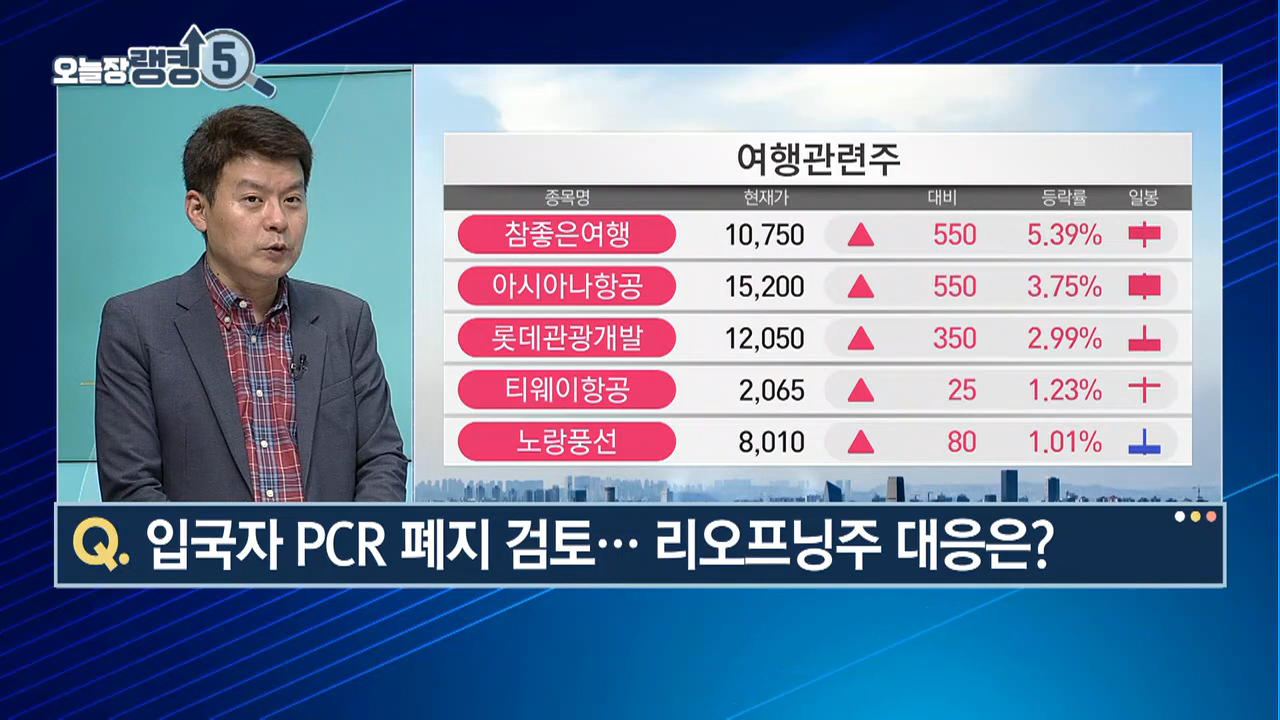 오늘장랭킹5
여행관련주
종목명 현재가 대비 등락률 일봉
참좋은여행 10,750 ▲ 550 5.39%
아시아나항공 15,200 ▲ 550 3.75%
롯데관광개발 12,050 ▲ 350 2.99%
티웨이항공 2,065 ▲ 25 1.23%
노랑풍선 8,010 ▲ 80 1.01%
Q. 입국자 PCR 폐지 검토… 리오프닝주 대응은?